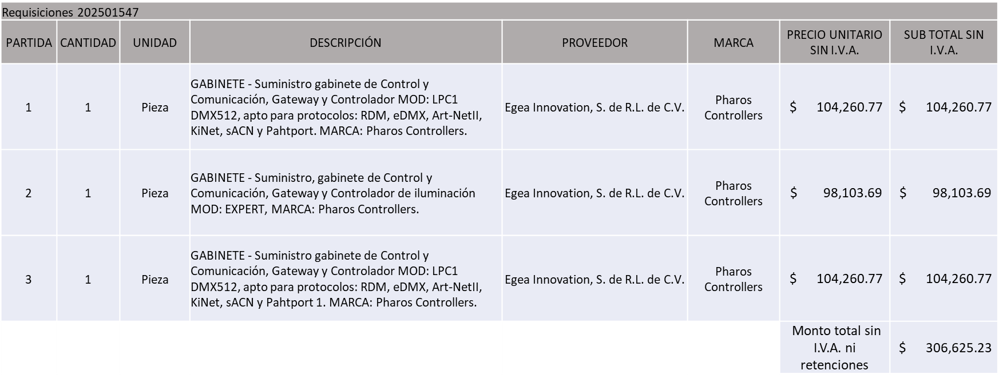 Requisiciones 202501547
PARTIDA CANTIDAD UNIDAD DESCRIPCIÓN PROVEEDOR MARCA PRECIO UNITARIO SIN I.V.A. SUB TOTAL SIN I.V.A.
1 1 Pieza
GABINETE - Suministro gabinete de Control y
Comunicación, Gateway y Controlador MOD: LPC1
DMX512, apto para protocolos: RDM, eDMX, Art-NetII,
KiNet, sACN y Pahtport. MARCA: Pharos Controllers.
Egea Innovation, S. de R.L. de C.V.
Pharos
Controllers
$ 104,260.77 $ 104,260.77
2 1 Pieza
GABINETE - Suministro, gabinete de Control y
Comunicación, Gateway y Controlador de iluminación
MOD: EXPERT, MARCA: Pharos Controllers.
Egea Innovation, S. de R.L. de C.V.
Pharos
Controllers
$ 98,103.69 $ 98,103.69
3 1 Pieza
GABINETE - Suministro gabinete de Control y
Comunicación, Gateway y Controlador MOD: LPC1
DMX512, apto para protocolos: RDM, eDMX, Art-NetII,
KiNet, sACN y Pahtport 1. MARCA: Pharos Controllers.
Egea Innovation, S. de R.L. de C.V.
Pharos
Controllers
$ 104,260.77 $ 104,260.77
Monto total sin
I.V.A. ni
retenciones
$ 306,625.23